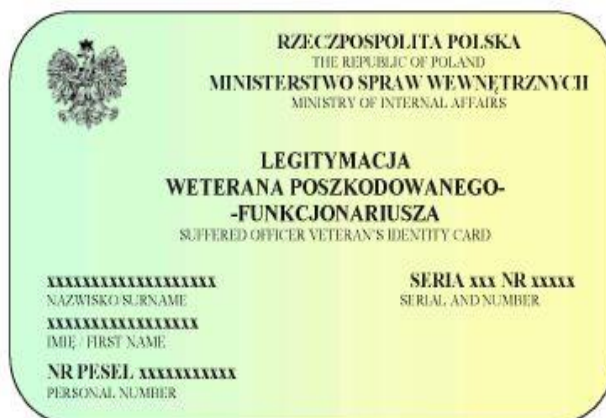 RZECZPOSPOLITA POLSKA
THE REPUBLIC OF POLAND
MINISTERSTWO SPRAW WEWNĘTRZNYCH
MINISTRY OF INTERNAL AFFAIRS
LEGITYMACJA
WETERANA POSZKODOWANEGO-
-FUNKCJONARIUSZA
SUFFERED OFFICER VETERAN'S IDENTITY CARD
xxxxxxxxxxxxxxxxxxx
NAZWISKO/SURNAME
xxxxxxxxxxxxxxxxx
IMIĘ / FIRST NAME
NR PESEL xxxxxxxxxxx
PERSONAL NUMBER
SERIA xxx NR xxxxx
SERIAL AND NUMBER